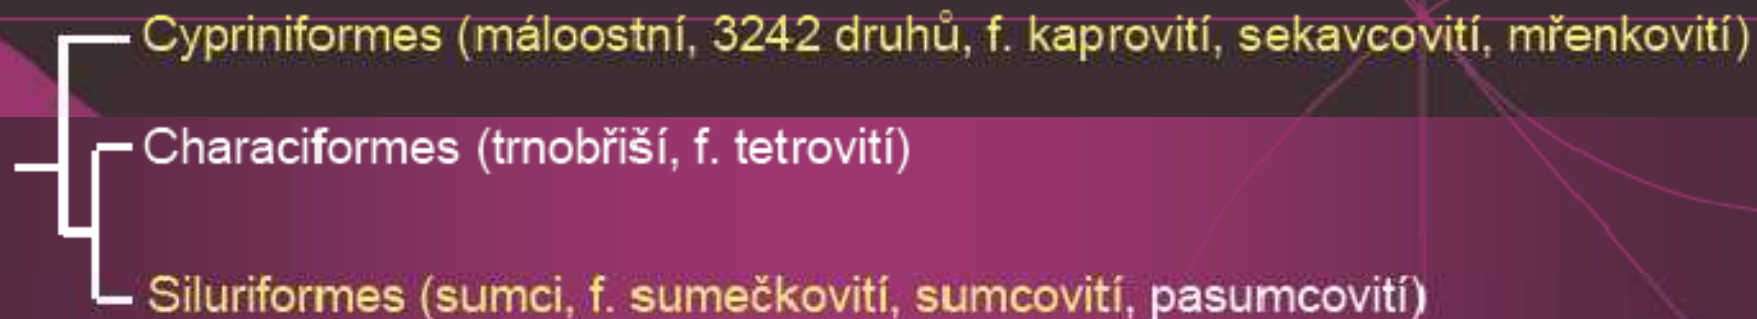 Cypriniformes (máloostní, 3242 druhů, f. kaprovití, sekavcovití, mřenkovití)
Characiformes (trnobřiší, f. tetrovití)
Siluriformes (sumci, f. sumečkovití, sumcovití, pasumcovití)